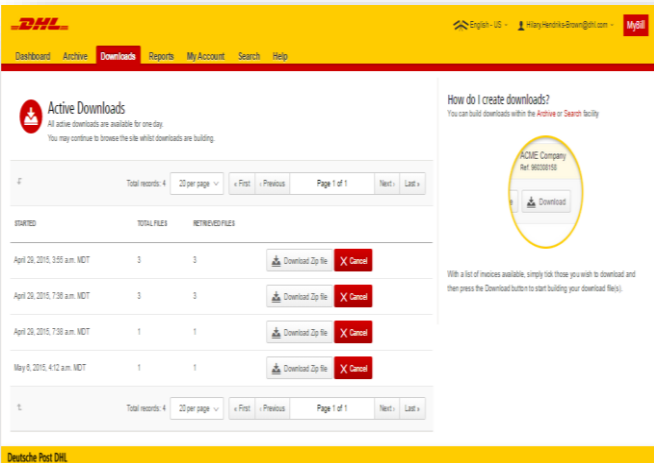 DHL
English - US
Hilary.Hendriks-Brown@dhl.com
MyBill
Dashboard Archive Downloads Reports My Account Search Help
Active Downloads
All active downloads are available for one day.
You may continue to browse the site whilst downloads are building.
Total records: 4 20 per page « First ‹ Previous Page 1 of 1 Next › Last »
STARTED TOTAL FILES RETRIEVED FILES
April 29, 2015, 3:55 a.m. MDT 3 3 Download Zip file X Cancel
April 29, 2015, 7:36 a.m. MDT 3 3 Download Zip file X Cancel
April 29, 2015, 7:39 a.m. MDT 1 1 Download Zip file X Cancel
May 6, 2015, 4:12 a.m. MDT 1 1 Download Zip file X Cancel
Total records: 4 20 per page « First ‹ Previous Page 1 of 1 Next › Last »
How do I create downloads?
You can build downloads within the Archive or Search facility
ACME Company
Download
With a list of invoices available, simply tick those you wish to download and
then press the Download button to start building your download file(s).
Deutsche Post DHL